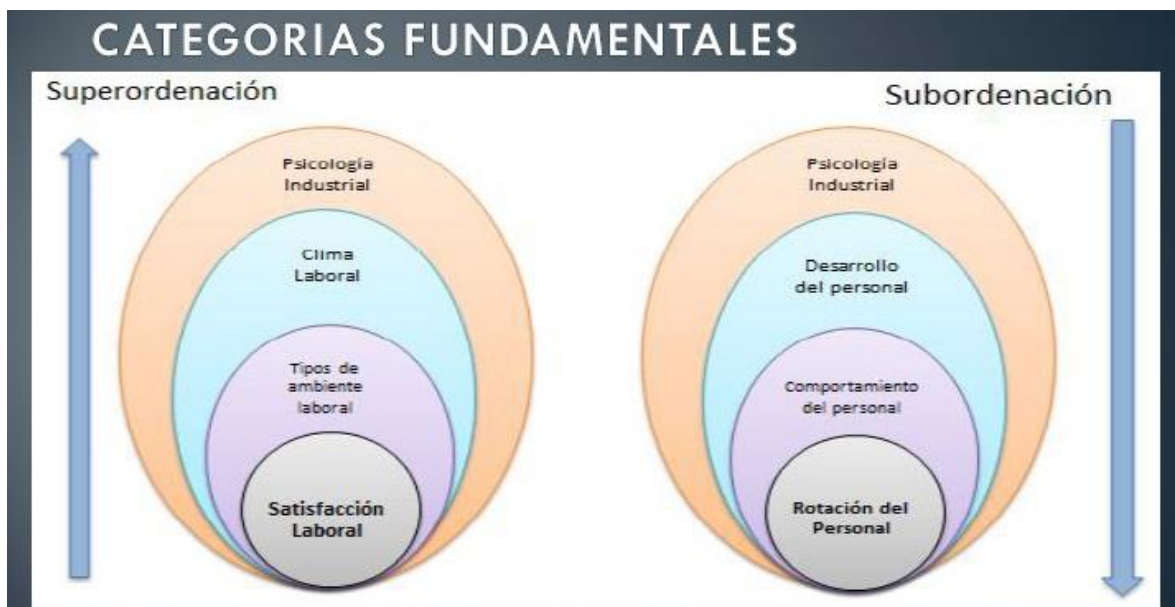 CATEGORIAS FUNDAMENTALES
Superordenación
Subordenación
Psicología
Industrial
Clima
Laboral
Tipos de
ambiente
laboral
Satisfacción
Laboral
Psicología
Industrial
Desarrollo
del personal
Comportamiento
del personal
Rotación del
Personal